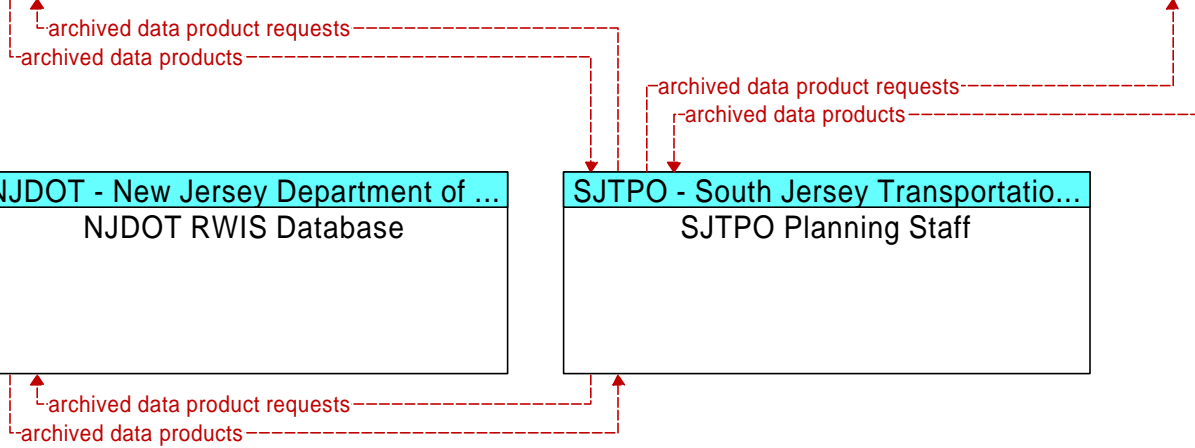 archived data product requests
archived data products
archived data product requests
archived data products
NJDOT - New Jersey Department of ...
NJDOT RWIS Database
SJTPO - South Jersey Transportatio...
SJTPO Planning Staff
archived data product requests
archived data products